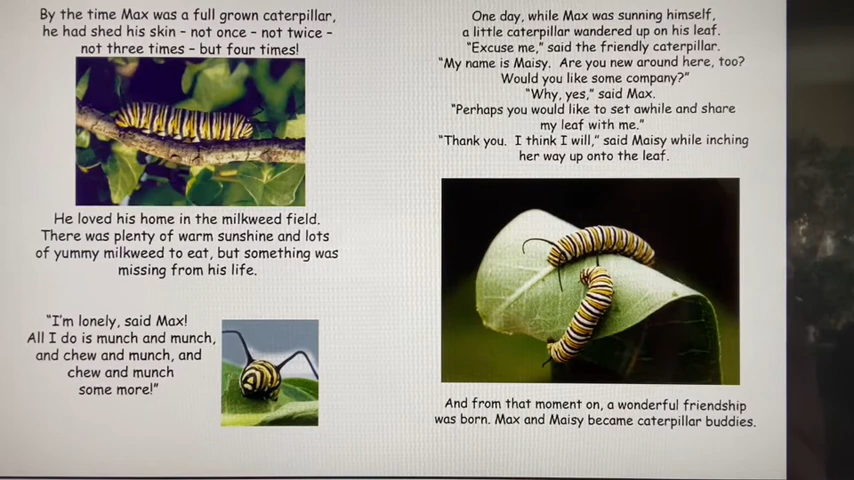 By the time Max was a full grown caterpillar,
he had shed his skin – not once – not twice –
not three times – but four times!
He loved his home in the milkweed field.
There was plenty of warm sunshine and lots
of yummy milkweed to eat, but something was
missing from his life.
“I’m lonely, said Max!
All I do is munch and munch,
and chew and munch, and
chew and munch
some more!”
One day, while Max was sunning himself,
a little caterpillar wandered up on his leaf.
“Excuse me,” said the friendly caterpillar.
“My name is Maisy. Are you new around here, too?
Would you like some company?”
“Why, yes,” said Max.
“Perhaps you would like to set awhile and share
my leaf with me.”
“Thank you. I think I will,” said Maisy while inching
her way up onto the leaf.
And from that moment on, a wonderful friendship
was born. Max and Maisy became caterpillar buddies.